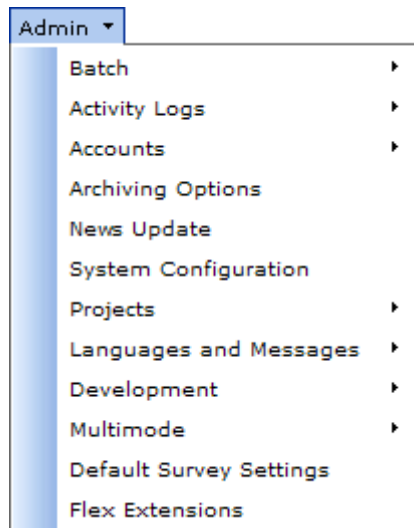 Admin
Batch
Activity Logs
Accounts
Archiving Options
News Update
System Configuration
Projects
Languages and Messages
Development
Multimode
Default Survey Settings
Flex Extensions